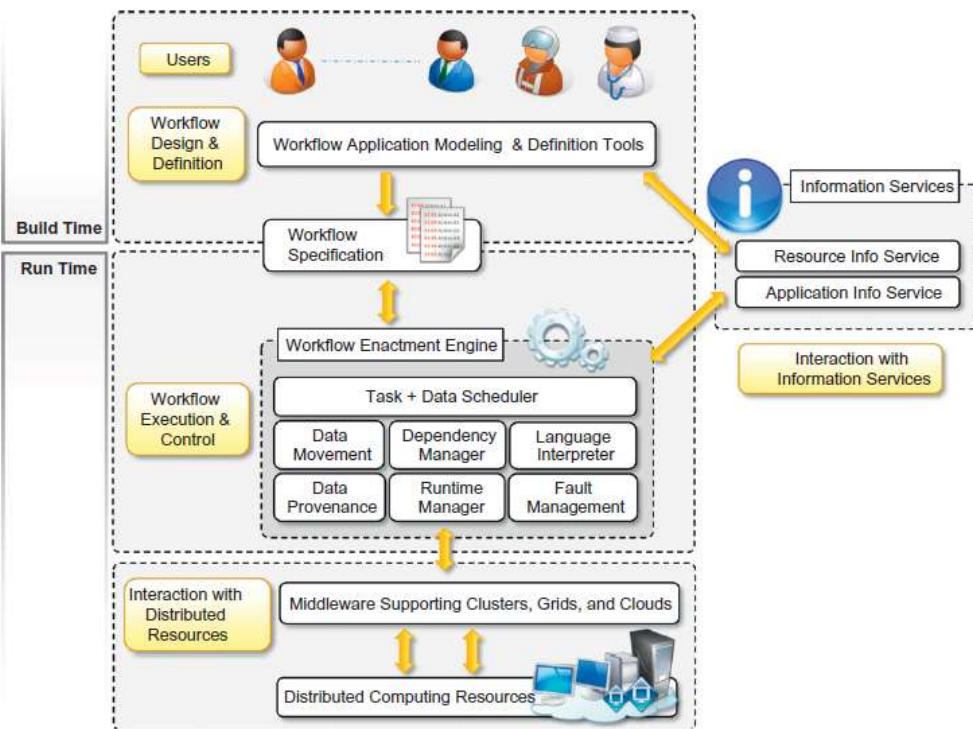 Users
Workflow
Design &
Definition
Workflow Application Modeling & Definition Tools
Build Time
Run Time
Workflow
Specification
Information Services
Resource Info Service
Application Info Service
Interaction with
Information Services
Workflow Enactment Engine
Workflow
Execution &
Control
Task + Data Scheduler
Data
Movement
Dependency
Manager
Language
Interpreter
Data
Provenance
Runtime
Manager
Fault
Management
Interaction with
Distributed
Resources
Middleware Supporting Clusters, Grids, and Clouds
Distributed Computing Resources